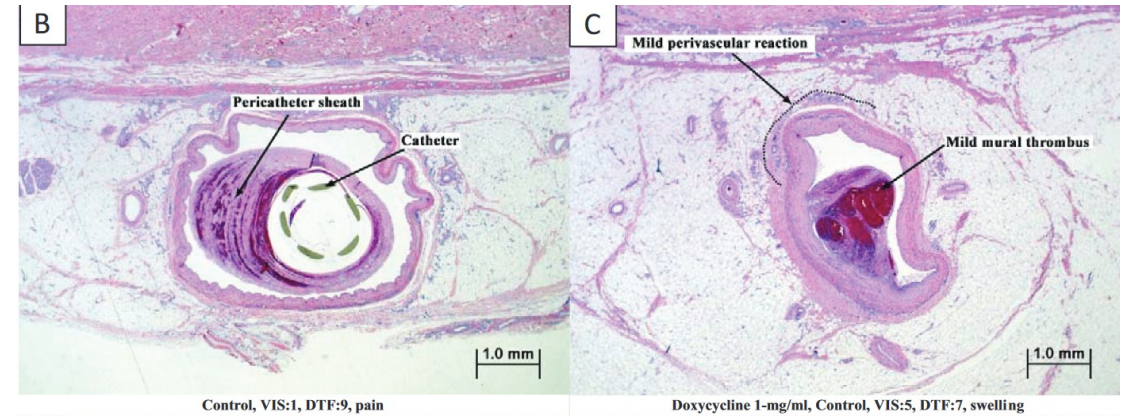 B
Pericatheter sheath
Catheter
1.0 mm
Control, VIS:1, DTF:9, pain
C
Mild perivascular reaction
Mild mural thrombus
1.0 mm
Doxycycline 1-mg/ml, Control, VIS:5, DTF:7, swelling